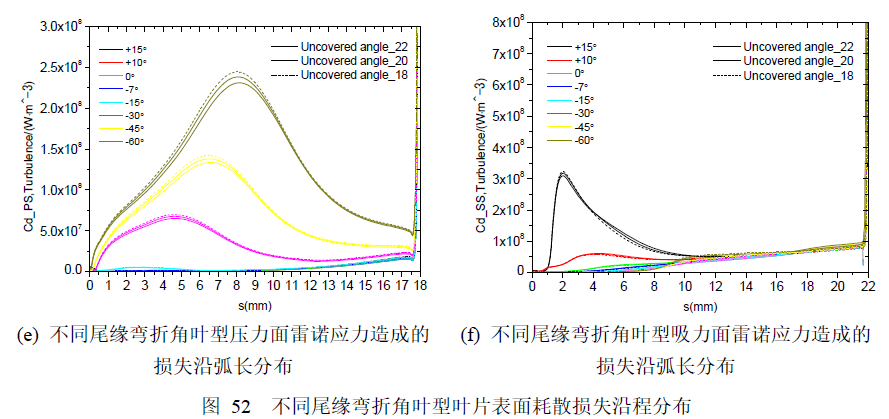 3.0x10⁸
2.5x10⁸
2.0x10⁸
1.5x10⁸
1.0x10⁸
5.0x10⁷
0.0
Cd_PS,Turbulence/(W·m^−3)
+15°
+10°
0°
-7°
-15°
-30°
-45°
-60°
Uncovered angle_22
Uncovered angle_20
Uncovered angle_18
0 1 2 3 4 5 6 7 8 9 10 11 12 13 14 15 16 17 18
s(mm)
8x10⁸
7x10⁸
6x10⁸
5x10⁸
4x10⁸
3x10⁸
2x10⁸
1x10⁸
0
Cd_SS,Turbulence/(W·m^−3)
+15°
+10°
0°
-7°
-15°
-30°
-45°
-60°
Uncovered angle_22
Uncovered angle_20
Uncovered angle_18
0 2 4 6 8 10 12 14 16 18 20 22
s(mm)
(e) 不同尾缘弯折角叶型压力面雷诺应力造成的
损失沿弧长分布
(f) 不同尾缘弯折角叶型吸力面雷诺应力造成的
损失沿弧长分布
图 52 不同尾缘弯折角叶型叶片表面耗散损失沿程分布